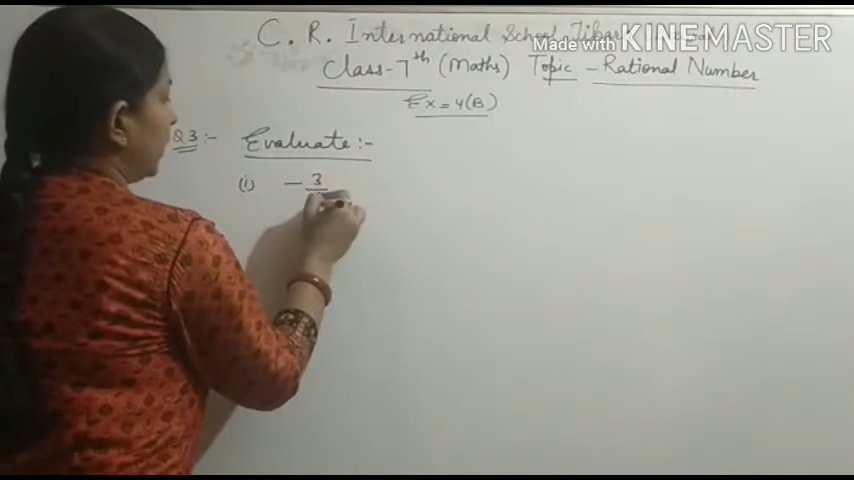 C. R. International School
Made with KINEMASTER
Class-7th (Maths) Topic - Rational Number
Ex = 4(B)
Q3:- Evaluate :-
(i) - 3